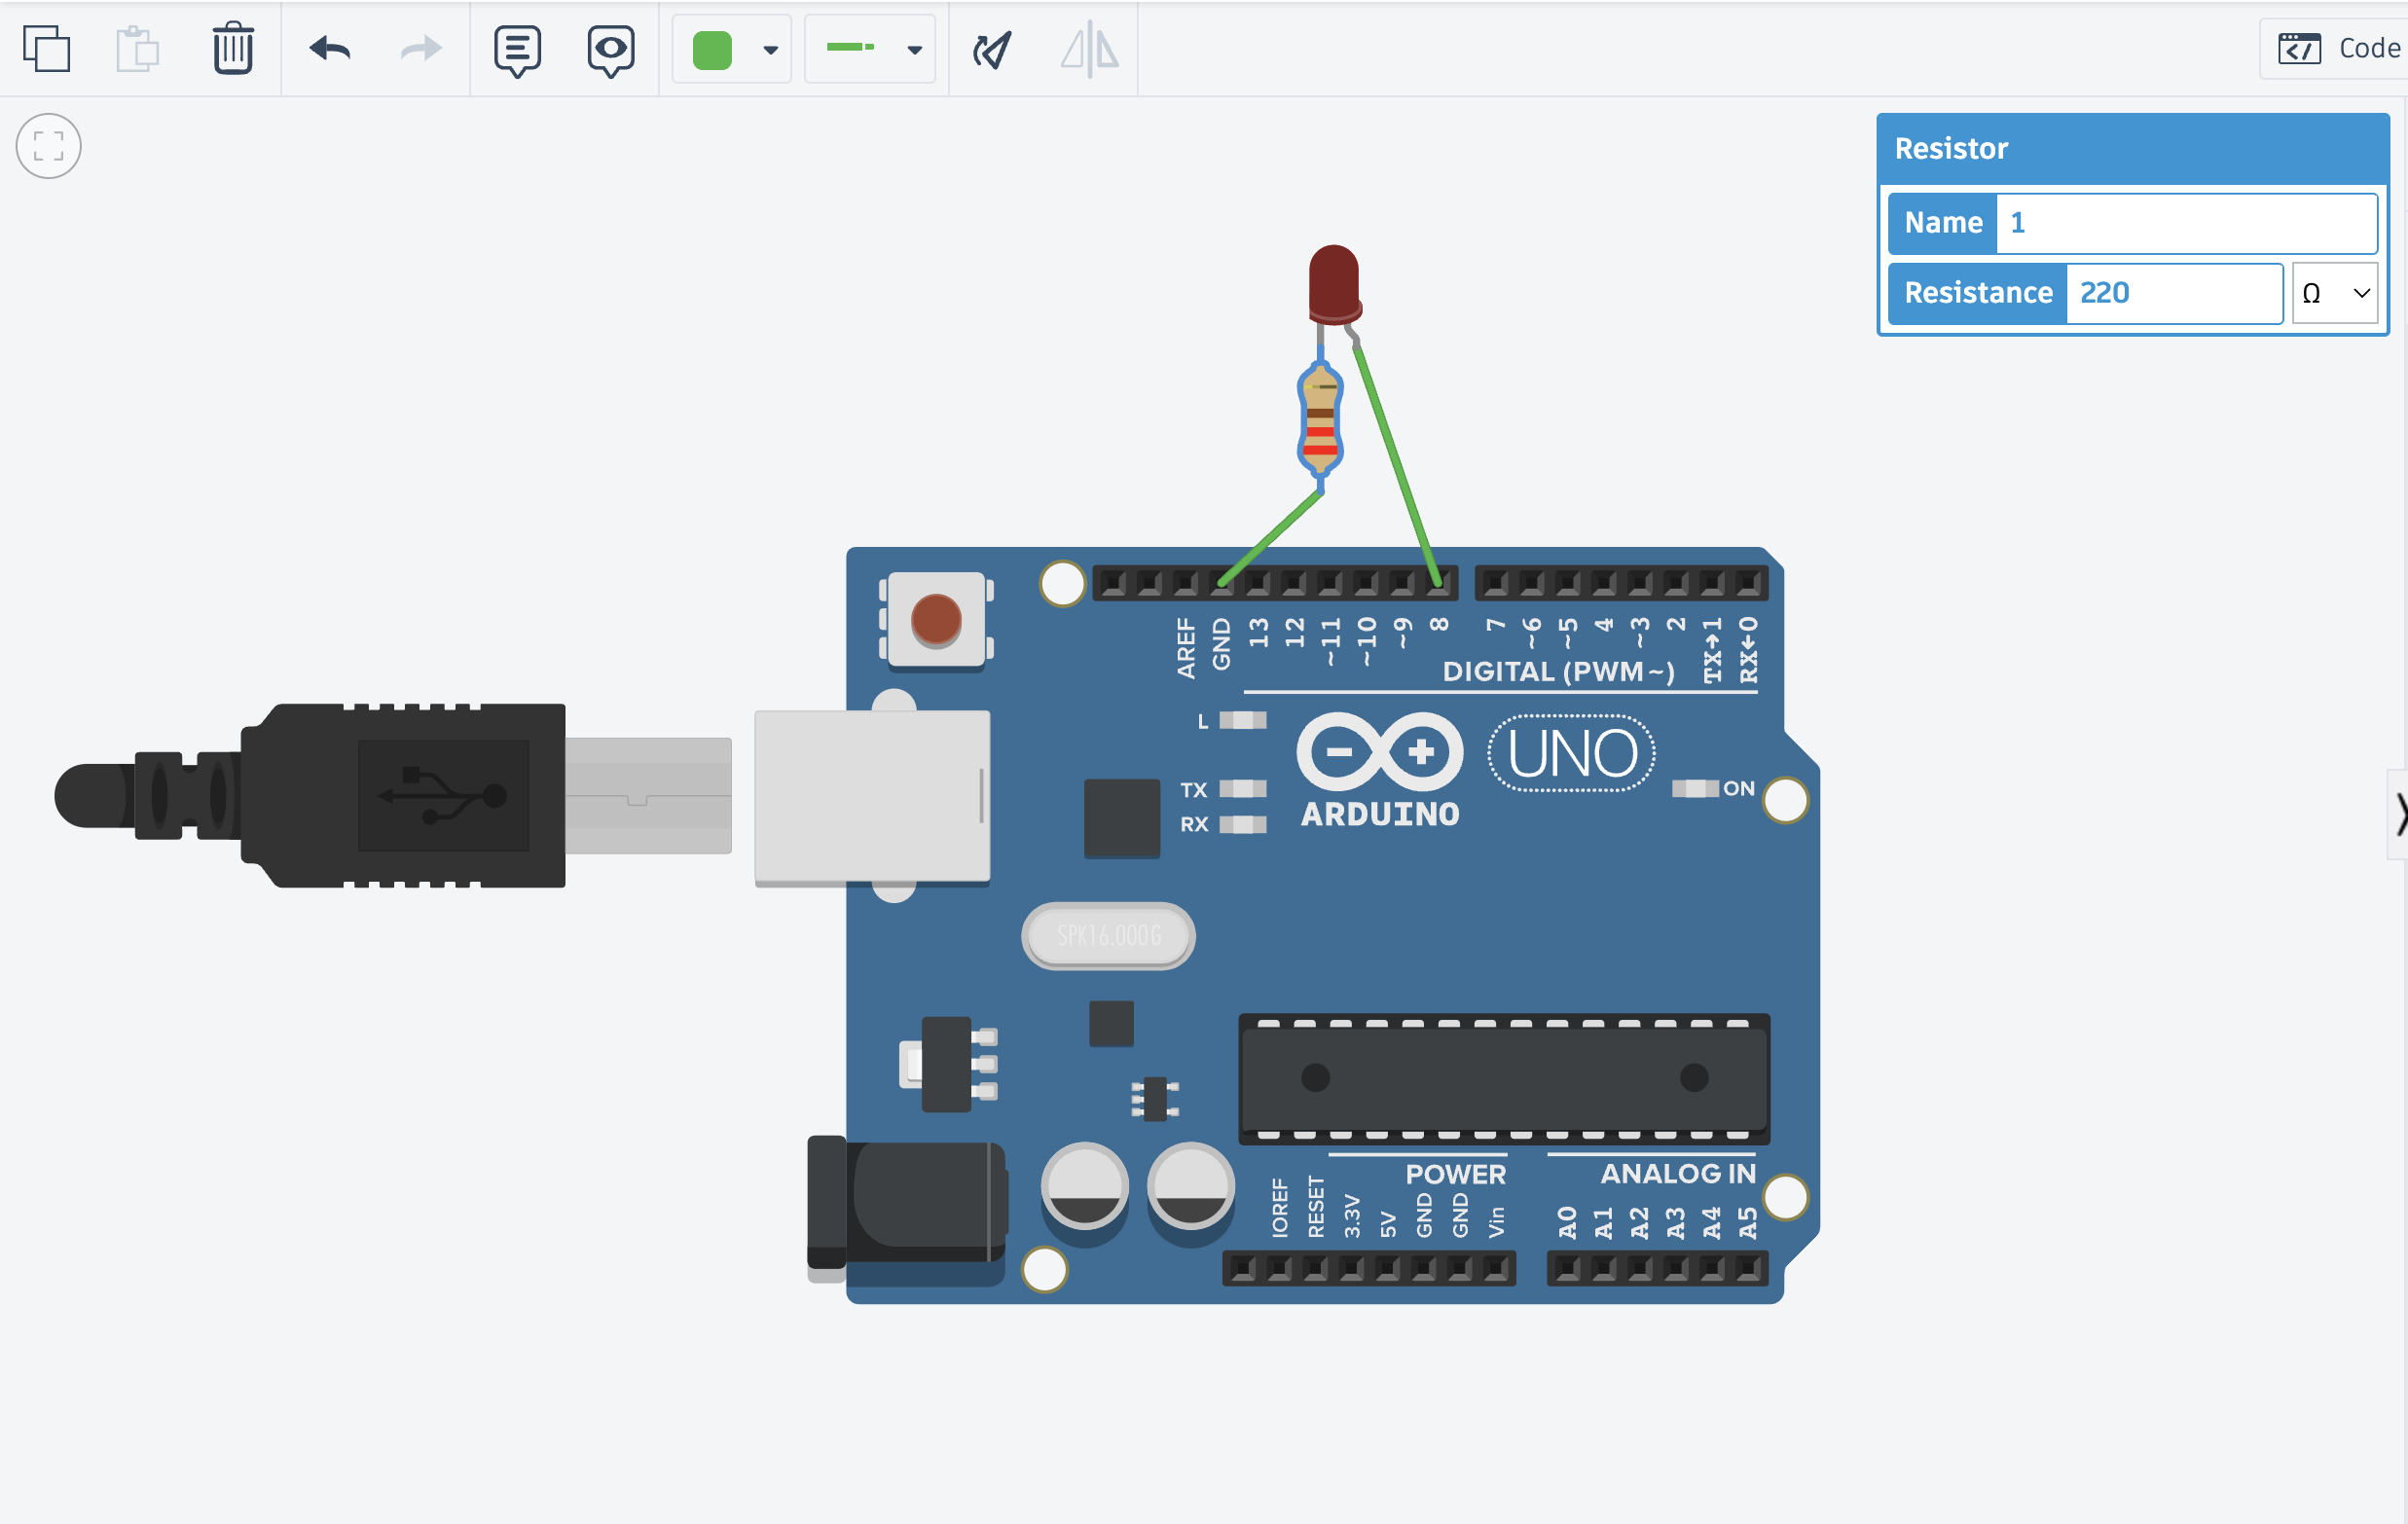 Code
Resistor
Name 1
Resistance 220 Ω
AREF
GND
13
12
~11
~10
~9
8
7
~6
~5
4
~3
2
TX→1
RX←0
DIGITAL (PWM ~)
L
TX
RX
UNO
ARDUINO
ON
SPK16.000G
POWER
ANALOG IN
IOREF
RESET
3.3V
5V
GND
GND
Vin
A0
A1
A2
A3
A4
A5